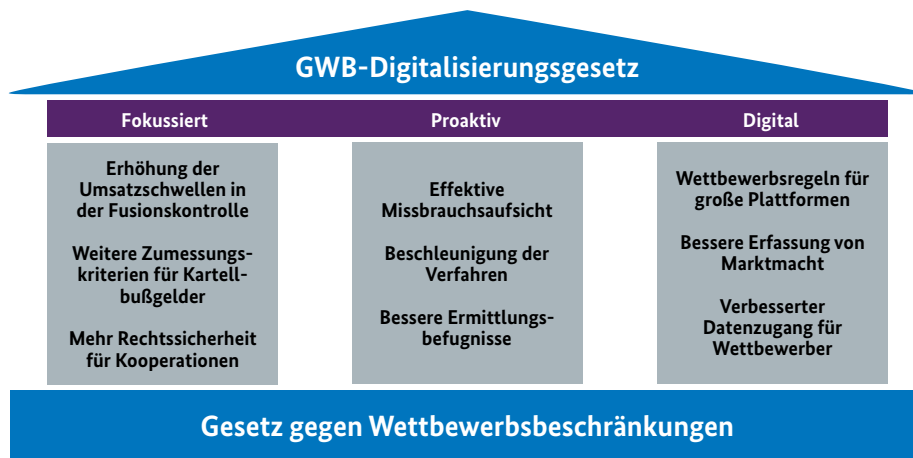 GWB-Digitalisierungsgesetz
Fokussiert
Erhöhung der
Umsatzschwellen in
der Fusionskontrolle
Weitere Zumessungs-
kriterien für Kartell-
bußgelder
Mehr Rechtssicherheit
für Kooperationen
Proaktiv
Effektive
Missbrauchsaufsicht
Beschleunigung der
Verfahren
Bessere Ermittlungs-
befugnisse
Digital
Wettbewerbsregeln für
große Plattformen
Bessere Erfassung von
Marktmacht
Verbesserter
Datenzugang für
Wettbewerber
Gesetz gegen Wettbewerbsbeschränkungen